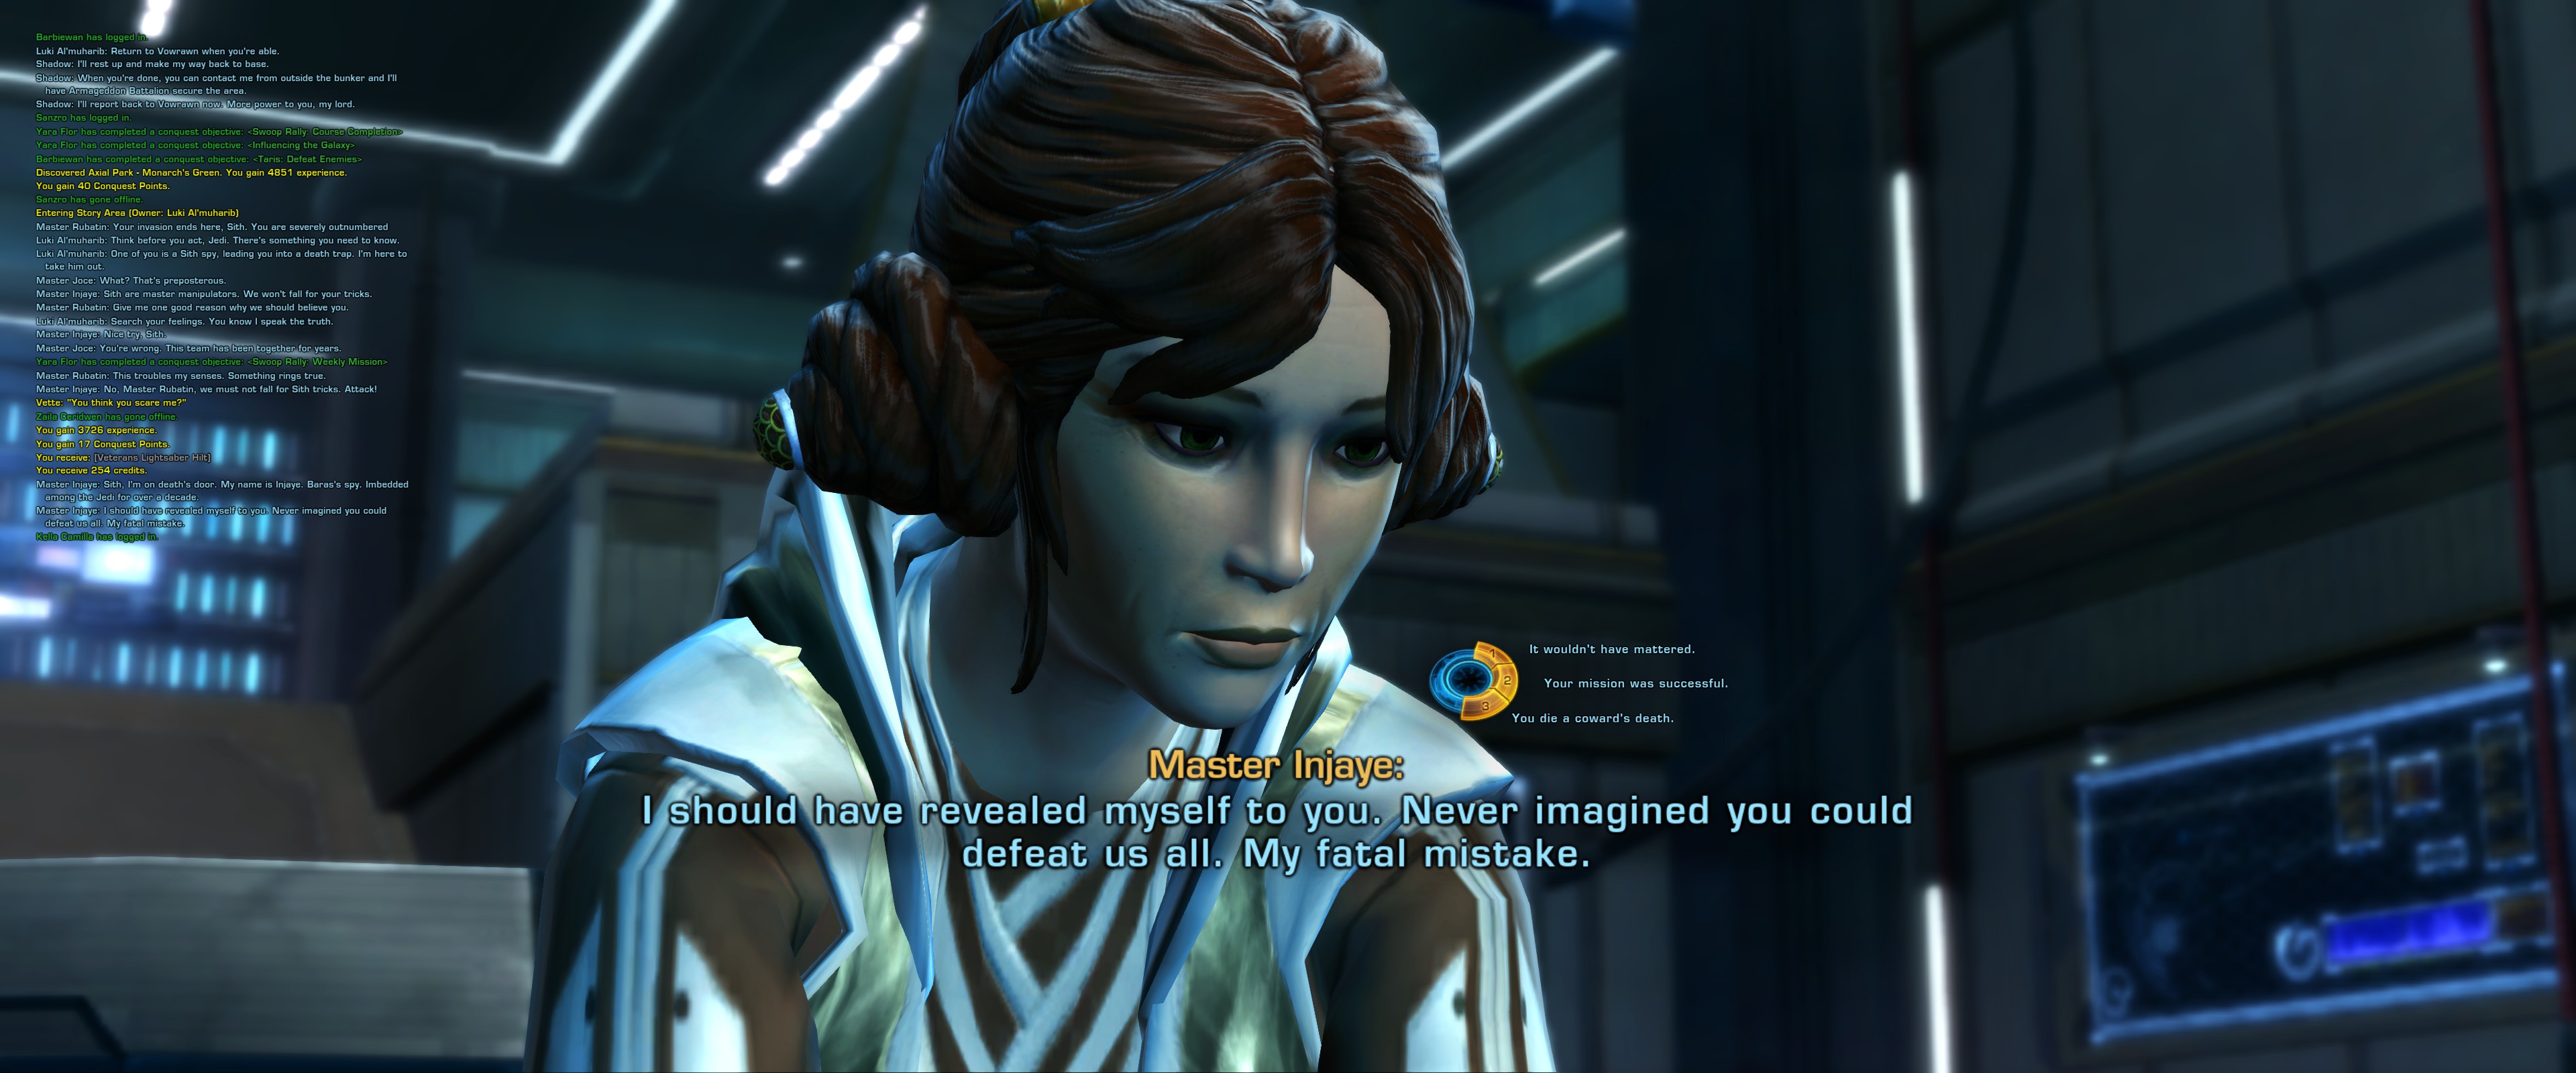 Barbiewan has logged in.
Luki Al'muharib: Return to Vowrawn when you're able.
Shadow: I'll rest up and make my way back to base.
Shadow: When you're done, you can contact me from outside the bunker and I'll
have Armageddon Battalion secure the area.
Shadow: I'll report back to Vowrawn now. More power to you, my lord.
Sanzro has logged in.
Yara Flor has completed a conquest objective: <Swoop Rally: Course Completion>
Yara Flor has completed a conquest objective: <Influencing the Galaxy>
Barbiewan has completed a conquest objective: <Taris: Defeat Enemies>
Discovered Axial Park - Monarch's Green. You gain 4851 experience.
You gain 40 Conquest Points.
Sanzro has gone offline.
Entering Story Area (Owner: Luki Al'muharib)
Master Rubatin: Your invasion ends here, Sith. You are severely outnumbered
Luki Al'muharib: Think before you act, Jedi. There's something you need to know.
Luki Al'muharib: One of you is a Sith spy, leading you into a death trap. I'm here to
take him out.
Master Joce: What? That's preposterous.
Master Injaye: Sith are master manipulators. We won't fall for your tricks.
Master Rubatin: Give me one good reason why we should believe you.
Luki Al'muharib: Search your feelings. You know I speak the truth.
Master Injaye: Nice try, Sith.
Master Joce: You're wrong. This team has been together for years.
Yara Flor has completed a conquest objective: <Swoop Rally: Weekly Mission>
Master Rubatin: This troubles my senses. Something rings true.
Master Injaye: No, Master Rubatin, we must not fall for Sith tricks. Attack!
Vette: "You think you scare me?"
Zaila Ceridwen has gone offline.
You gain 3726 experience.
You gain 17 Conquest Points.
You receive: [Veterans Lightsaber Hilt]
You receive 254 credits.
Master Injaye: Sith, I'm on death's door. My name is Injaye. Baras's spy. Imbedded
among the Jedi for over a decade.
Master Injaye: I should have revealed myself to you. Never imagined you could
defeat us all. My fatal mistake.
Kella Camilla has logged in.
1 It wouldn't have mattered.
2 Your mission was successful.
3 You die a coward's death.
Master Injaye:
I should have revealed myself to you. Never imagined you could
defeat us all. My fatal mistake.